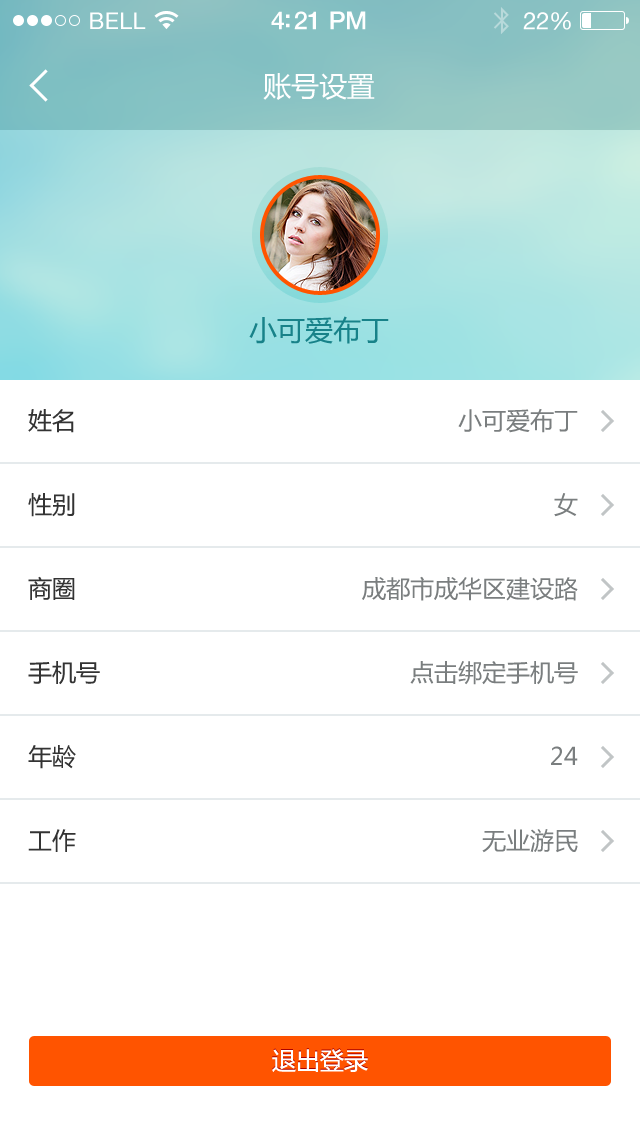 BELL 4:21 PM 22%
账号设置
小可爱布丁
姓名 小可爱布丁
性别 女
商圈 成都市成华区建设路
手机号 点击绑定手机号
年龄 24
工作 无业游民
退出登录